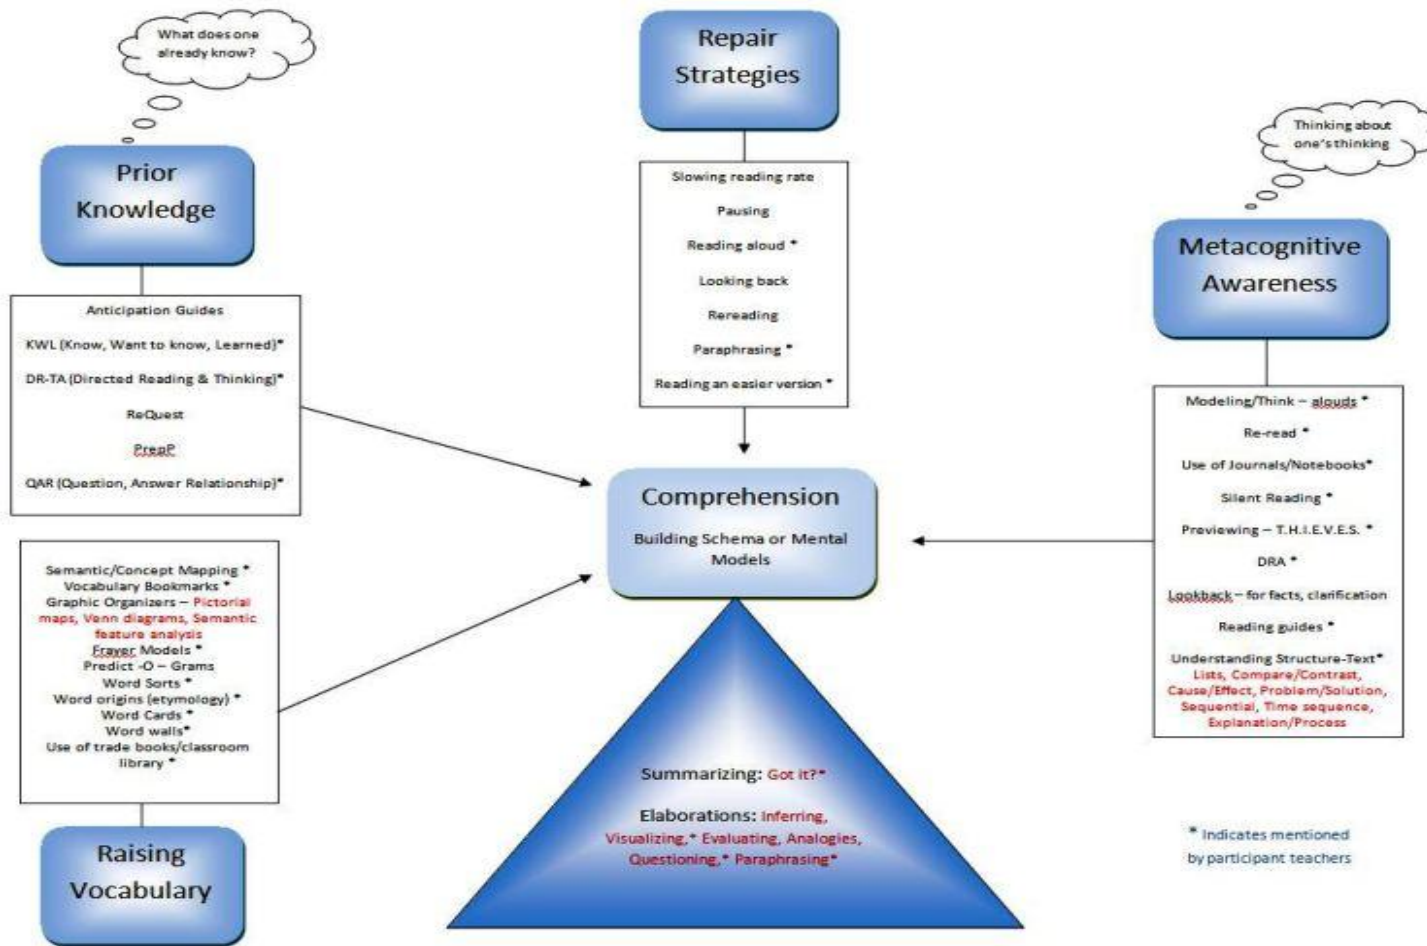 What does one
already know?
Prior
Knowledge
Anticipation Guides
KWL (Know, Want to know, Learned)*
DR-TA (Directed Reading & Thinking)*
ReQuest
PrepP
QAR (Question, Answer Relationship)*
Semantic/Concept Mapping *
Vocabulary Bookmarks *
Graphic Organizers – Pictorial
maps, Venn diagrams, Semantic
feature analysis
Frayer Models *
Predict -O – Grams
Word Sorts *
Word origins (etymology) *
Word Cards *
Word walls*
Use of trade books/classroom
library *
Raising
Vocabulary
Repair
Strategies
Slowing reading rate
Pausing
Reading aloud *
Looking back
Rereading
Paraphrasing *
Reading an easier version *
Comprehension
Building Schema or Mental
Models
Summarizing: Got it?*
Elaborations: Inferring,
Visualizing,* Evaluating, Analogies,
Questioning,* Paraphrasing*
Thinking about
one's thinking
Metacognitive
Awareness
Modeling/Think – alouds *
Re-read *
Use of Journals/Notebooks*
Silent Reading *
Previewing – T.H.I.E.V.E.S. *
DRA *
Lookback – for facts, clarification
Reading guides *
Understanding Structure-Text*
Lists, Compare/Contrast,
Cause/Effect, Problem/Solution,
Sequential, Time sequence,
Explanation/Process
* Indicates mentioned
by participant teachers